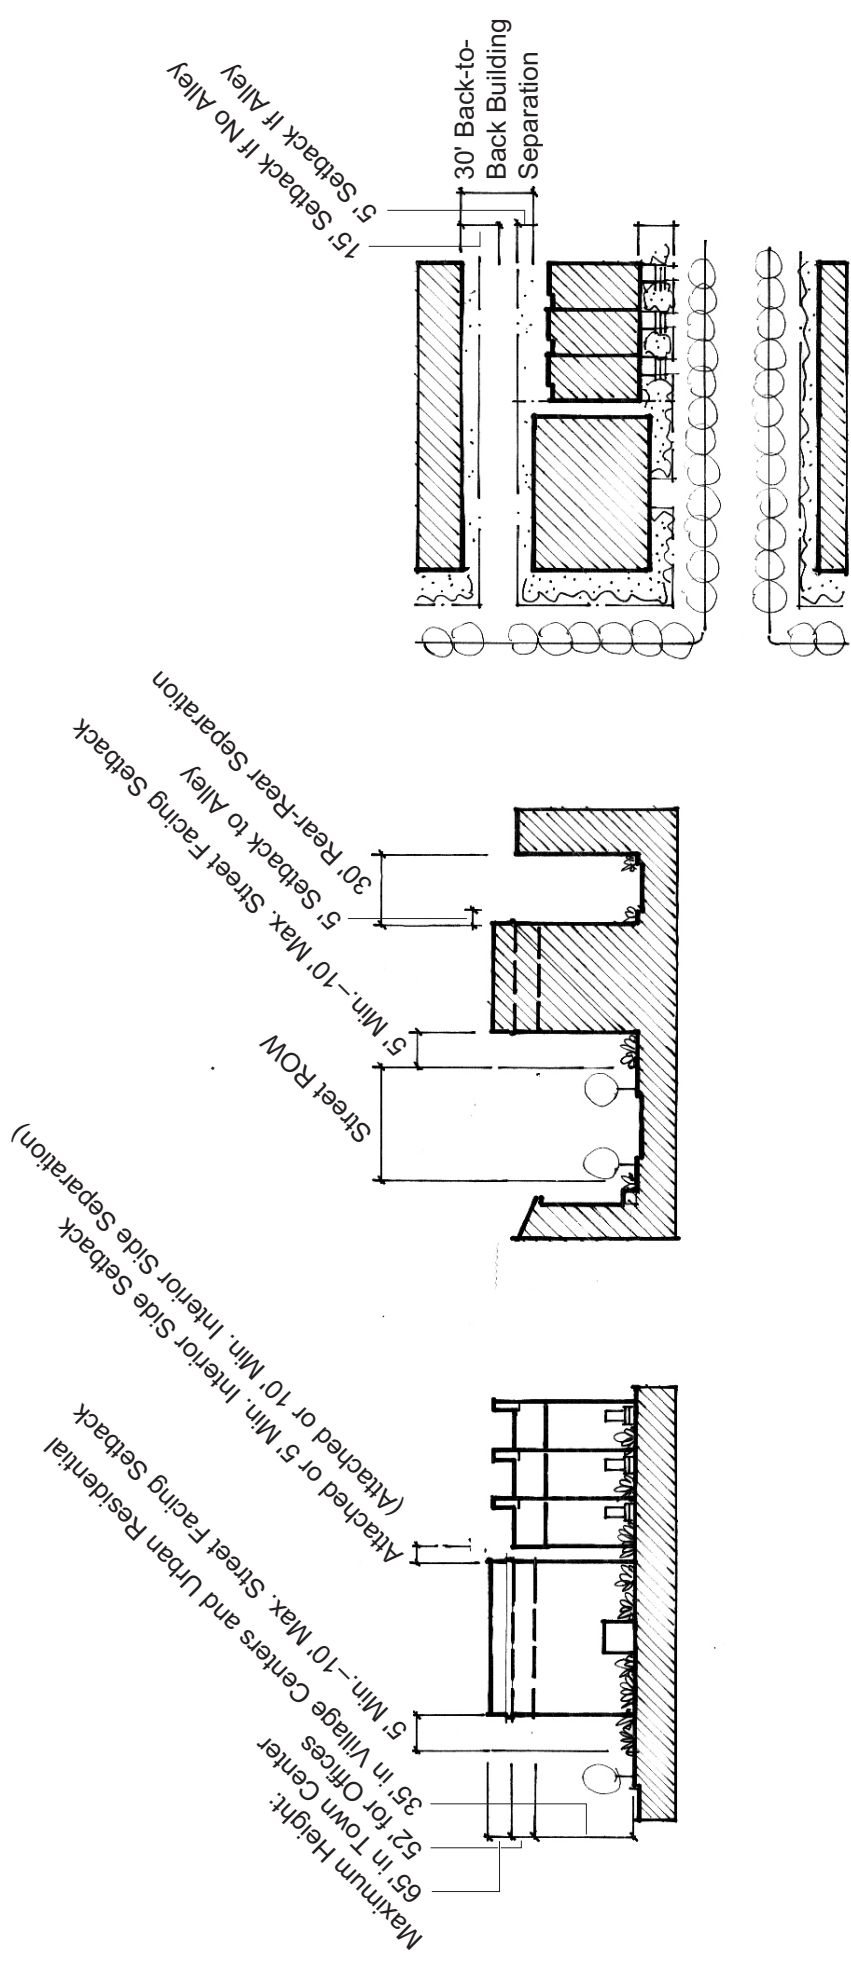 30' Back-to-
Back Building
Separation
5' Setback If Alley
15' Setback If No Alley
30' Rear-Rear Separation
5' Setback to Alley
5' Min.–10' Max. Street Facing Setback
Street ROW
Attached or 5' Min. Interior Side Setback
(Attached or 10' Min. Interior Side Separation)
5' Min.–10' Max. Street Facing Setback
Maximum Height:
65' in Town Center
52' for Offices
35' in Village Centers and Urban Residential